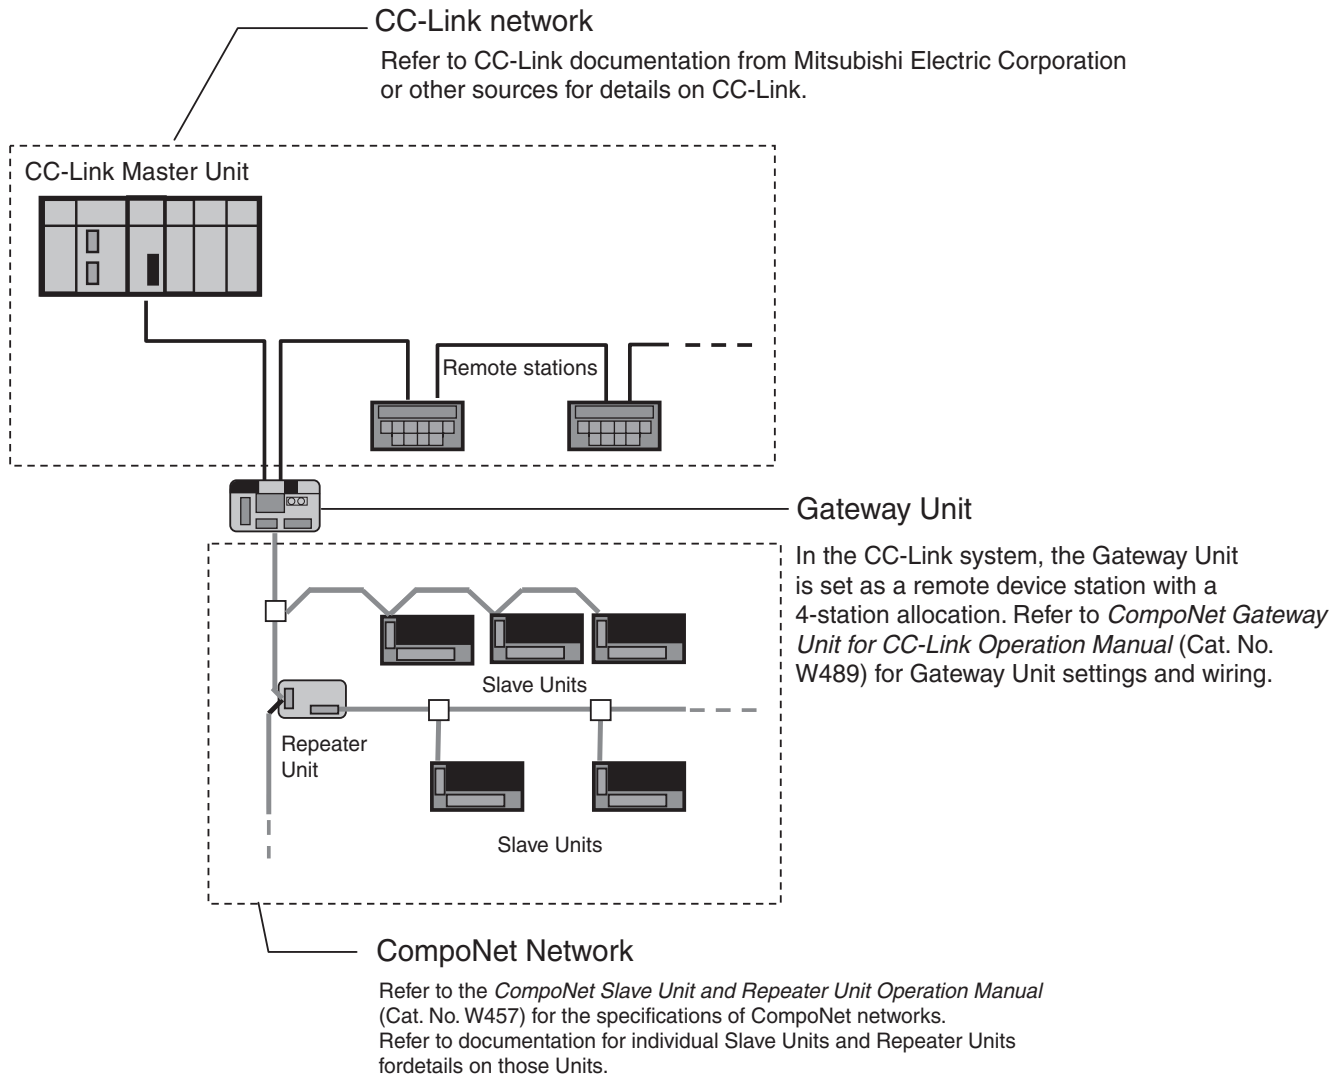 CC-Link network
Refer to CC-Link documentation from Mitsubishi Electric Corporation
or other sources for details on CC-Link.
CC-Link Master Unit
Remote stations
Gateway Unit
In the CC-Link system, the Gateway Unit
is set as a remote device station with a
4-station allocation. Refer to CompoNet Gateway
Unit for CC-Link Operation Manual (Cat. No.
W489) for Gateway Unit settings and wiring.
Slave Units
Repeater
Unit
Slave Units
CompoNet Network
Refer to the CompoNet Slave Unit and Repeater Unit Operation Manual
(Cat. No. W457) for the specifications of CompoNet networks.
Refer to documentation for individual Slave Units and Repeater Units
fordetails on those Units.